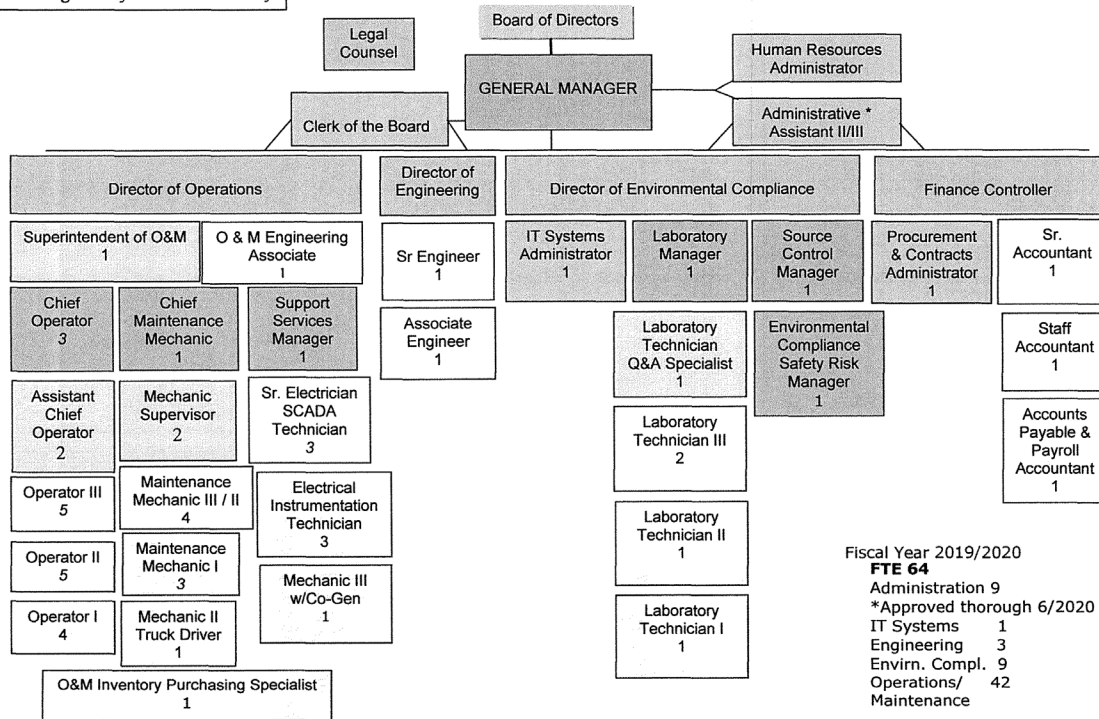 Board of Directors
Legal
Counsel
GENERAL MANAGER
Human Resources
Administrator
Clerk of the Board
Administrative *
Assistant II/III
Director of Operations
Director of
Engineering
Director of Environmental Compliance
Finance Controller
Superintendent of O&M
1
O & M Engineering
Associate
1
Sr Engineer
1
IT Systems
Administrator
1
Laboratory
Manager
1
Source
Control
Manager
1
Procurement
& Contracts
Administrator
1
Sr.
Accountant
1
Chief
Operator
3
Chief
Maintenance
Mechanic
1
Support
Services
Manager
1
Associate
Engineer
1
Laboratory
Technician
Q&A Specialist
1
Environmental
Compliance
Safety Risk
Manager
1
Staff
Accountant
1
Assistant
Chief
Operator
2
Mechanic
Supervisor
2
Sr. Electrician
SCADA
Technician
3
Laboratory
Technician III
2
Accounts
Payable &
Payroll
Accountant
1
Operator III
5
Maintenance
Mechanic III / II
4
Electrical
Instrumentation
Technician
3
Laboratory
Technician II
1
Operator II
5
Maintenance
Mechanic I
3
Mechanic III
w/Co-Gen
1
Laboratory
Technician I
1
Operator I
4
Mechanic II
Truck Driver
1
O&M Inventory Purchasing Specialist
1
Fiscal Year 2019/2020
FTE 64
Administration 9
*Approved thorough 6/2020
IT Systems 1
Engineering 3
Envirn. Compl. 9
Operations/ 42
Maintenance